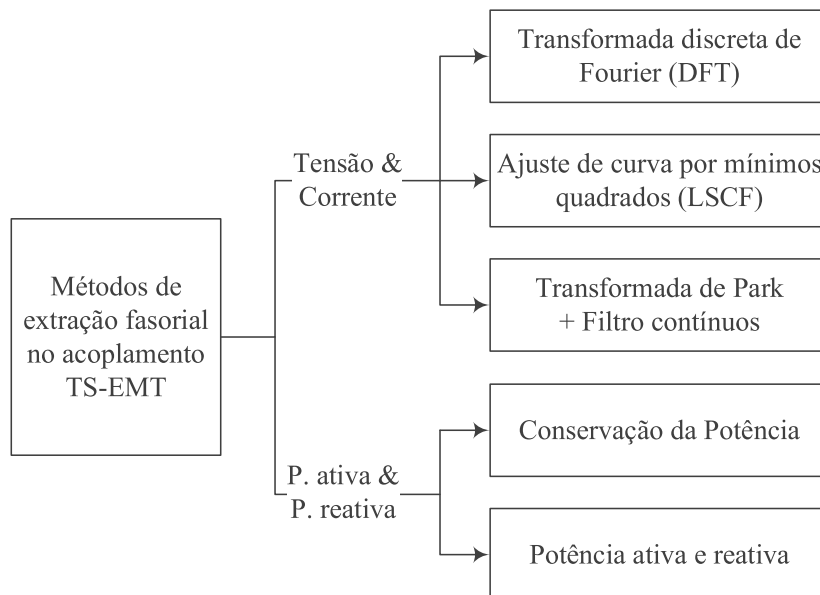 Métodos de
extração fasorial
no acoplamento
TS-EMT
Tensão &
Corrente
Transformada discreta de
Fourier (DFT)
Ajuste de curva por mínimos
quadrados (LSCF)
Transformada de Park
+ Filtro contínuos
P. ativa &
P. reativa
Conservação da Potência
Potência ativa e reativa